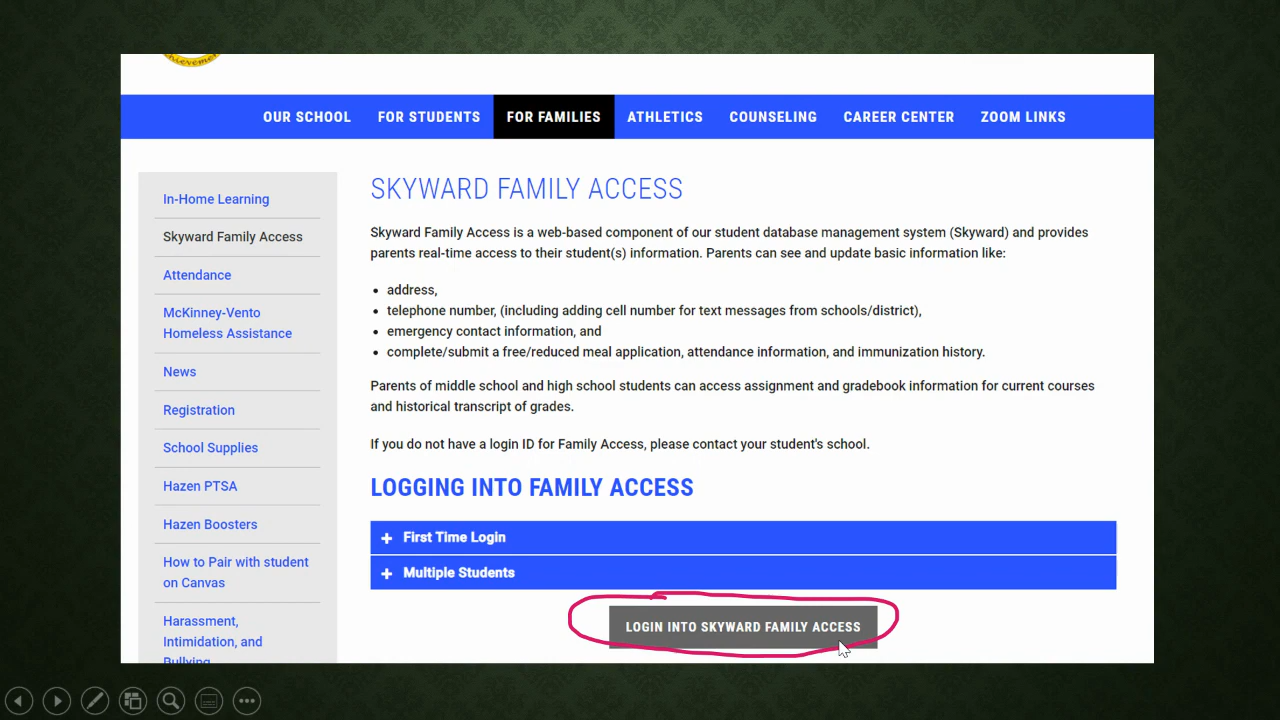 OUR SCHOOL FOR STUDENTS FOR FAMILIES ATHLETICS COUNSELING CAREER CENTER ZOOM LINKS
In-Home Learning
Skyward Family Access
Attendance
McKinney-Vento
Homeless Assistance
News
Registration
School Supplies
Hazen PTSA
Hazen Boosters
How to Pair with student
on Canvas
Harassment,
Intimidation, and
Bullying
SKYWARD FAMILY ACCESS
Skyward Family Access is a web-based component of our student database management system (Skyward) and provides
parents real-time access to their student(s) information. Parents can see and update basic information like:
• address,
• telephone number, (including adding cell number for text messages from schools/district),
• emergency contact information, and
• complete/submit a free/reduced meal application, attendance information, and immunization history.
Parents of middle school and high school students can access assignment and gradebook information for current courses
and historical transcript of grades.
If you do not have a login ID for Family Access, please contact your student's school.
LOGGING INTO FAMILY ACCESS
+ First Time Login
+ Multiple Students
LOGIN INTO SKYWARD FAMILY ACCESS